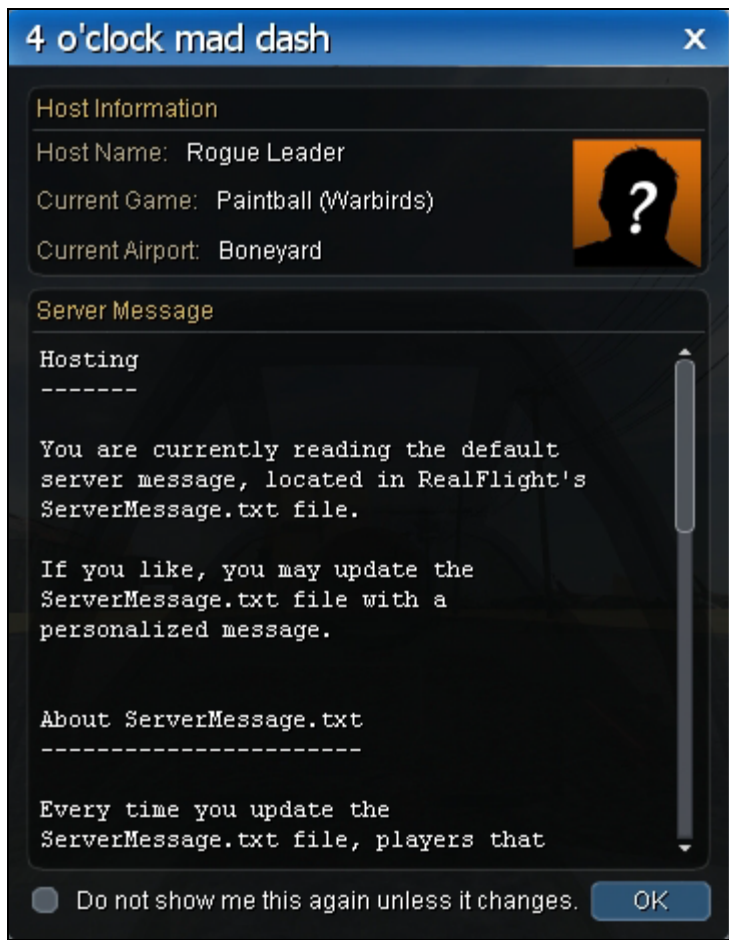 4 o'clock mad dash
X
Host Information
Host Name: Rogue Leader
Current Game: Paintball (Warbirds)
Current Airport: Boneyard
?
Server Message
Hosting
-------
You are currently reading the default
server message, located in RealFlight's
ServerMessage.txt file.
If you like, you may update the
ServerMessage.txt file with a
personalized message.
About ServerMessage.txt
-----------------------
Every time you update the
ServerMessage.txt file, players that
Do not show me this again unless it changes.
OK